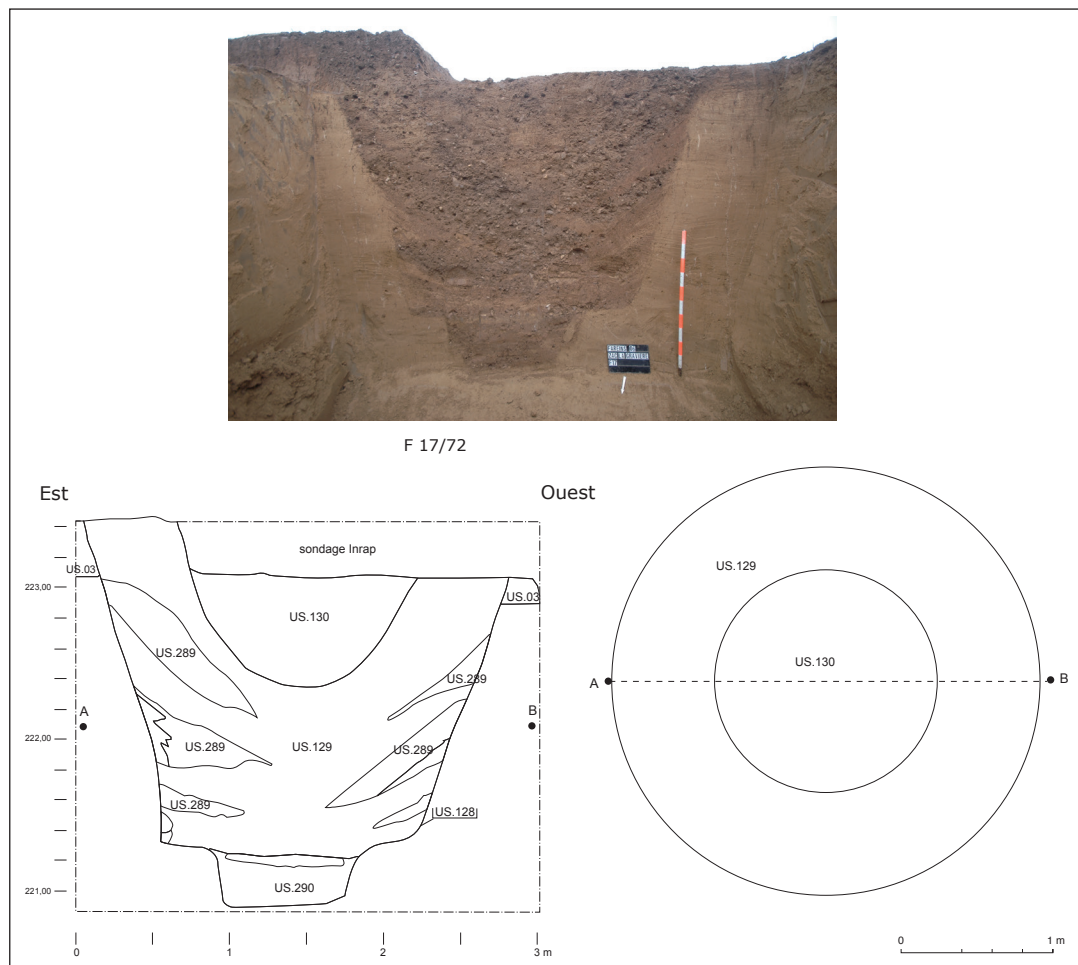 F 17/72
Est
Ouest
sondage Inrap
US.03
223,00
US.130
US.03
US.129
US.289
US.289
US.130
A
B
A
B
222,00
US.289
US.129
US.289
US.289
US.128
221,00
US.290
0
1
2
3 m
0
1 m